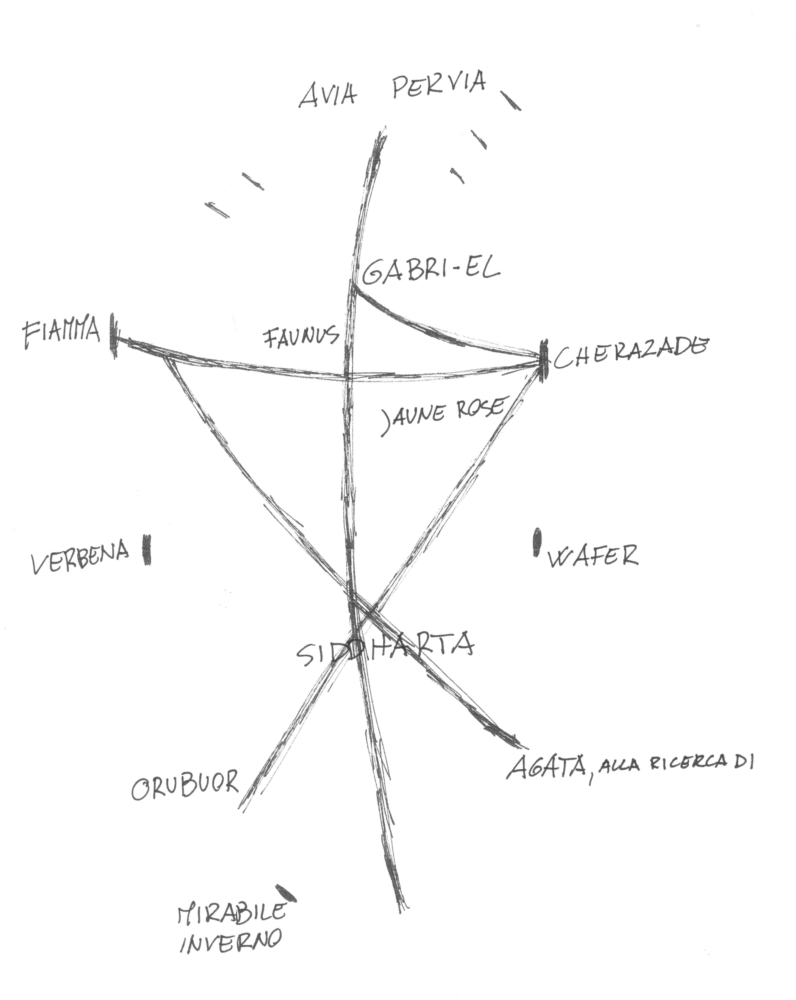 AVIA PERVIA
GABRI-EL
FIAMMA
FAUNUS
CHERAZADE
JAUNE ROSE
VERBENA
WAFER
SIDDHARTA
AGATA, ALLA RICERCA DI
ORUBUOR
MIRABILE
INVERNO